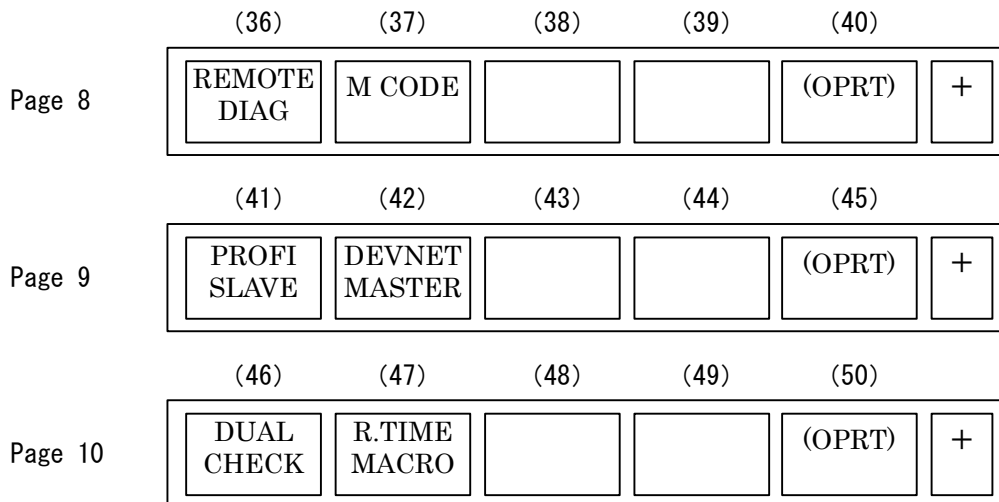 (36) (37) (38) (39) (40)
Page 8
REMOTE DIAG
M CODE
(OPRT)
+
(41) (42) (43) (44) (45)
Page 9
PROFI SLAVE
DEVNET MASTER
(OPRT)
+
(46) (47) (48) (49) (50)
Page 10
DUAL CHECK
R.TIME MACRO
(OPRT)
+